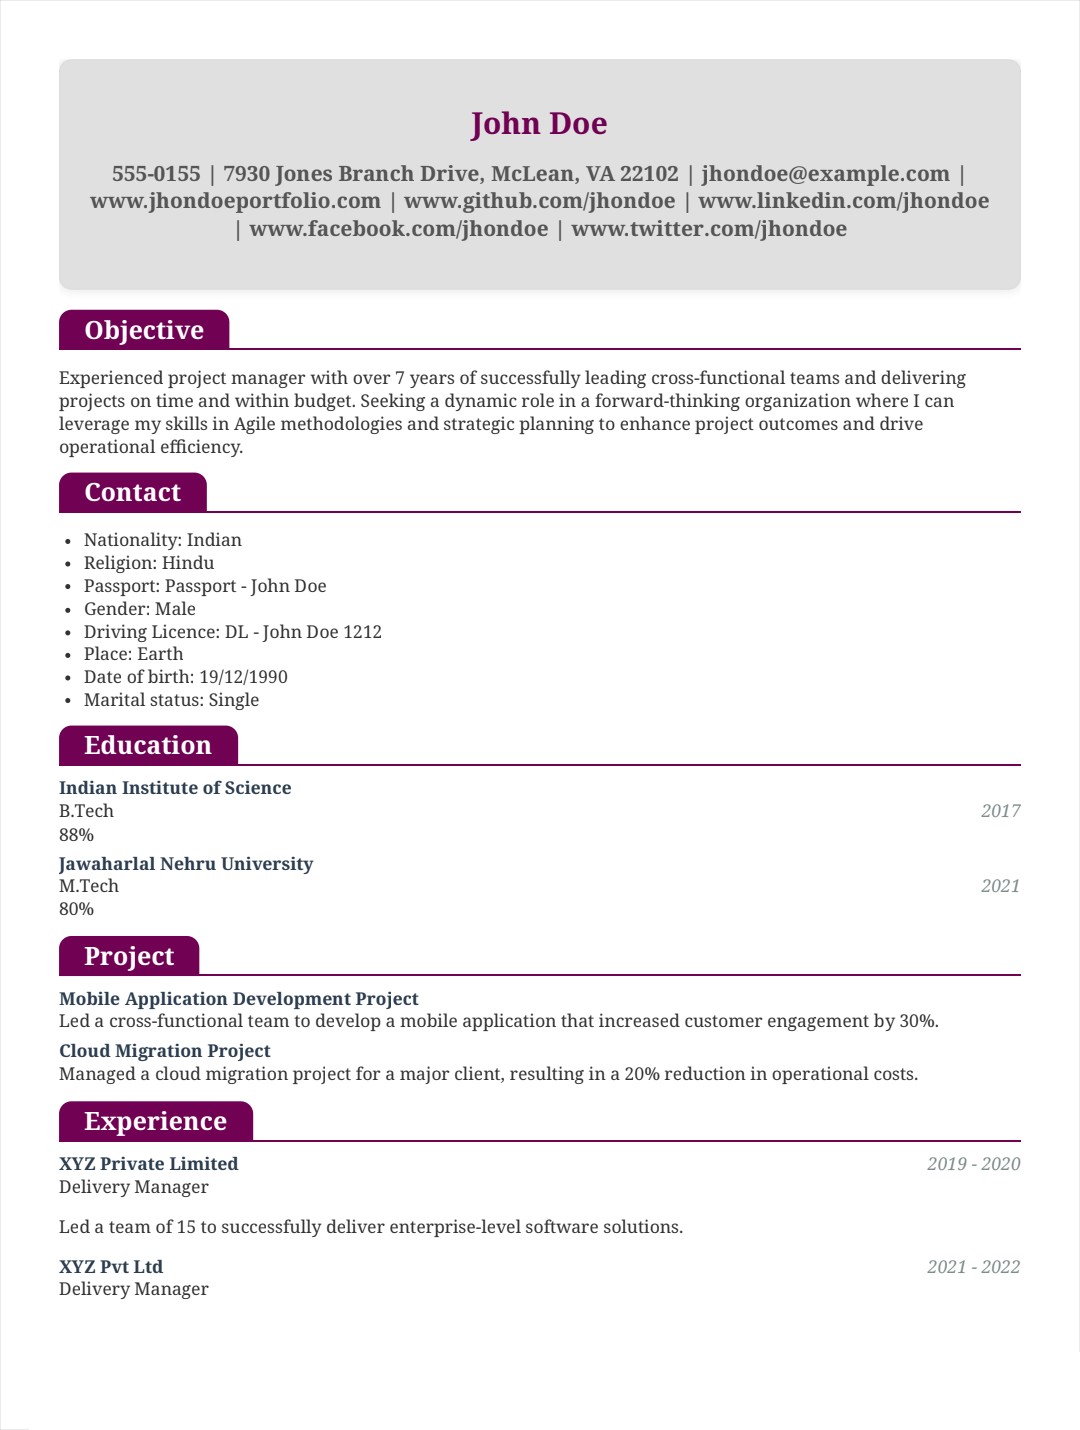 John Doe
555-0155 | 7930 Jones Branch Drive, McLean, VA 22102 | jhondoe@example.com |
www.jhondoeportfolio.com | www.github.com/jhondoe | www.linkedin.com/jhondoe
| www.facebook.com/jhondoe | www.twitter.com/jhondoe
Objective
Experienced project manager with over 7 years of successfully leading cross-functional teams and delivering
projects on time and within budget. Seeking a dynamic role in a forward-thinking organization where I can
leverage my skills in Agile methodologies and strategic planning to enhance project outcomes and drive
operational efficiency.
Contact
• Nationality: Indian
• Religion: Hindu
• Passport: Passport - John Doe
• Gender: Male
• Driving Licence: DL - John Doe 1212
• Place: Earth
• Date of birth: 19/12/1990
• Marital status: Single
Education
Indian Institute of Science
B.Tech 2017
88%
Jawaharlal Nehru University
M.Tech 2021
80%
Project
Mobile Application Development Project
Led a cross-functional team to develop a mobile application that increased customer engagement by 30%.
Cloud Migration Project
Managed a cloud migration project for a major client, resulting in a 20% reduction in operational costs.
Experience
XYZ Private Limited 2019 - 2020
Delivery Manager
Led a team of 15 to successfully deliver enterprise-level software solutions.
XYZ Pvt Ltd 2021 - 2022
Delivery Manager